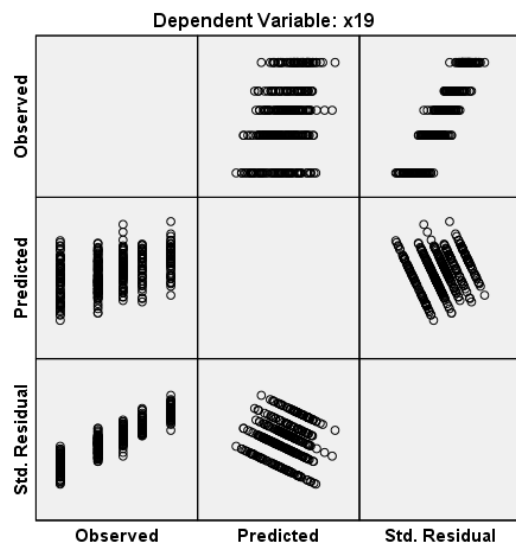 Dependent Variable: x19
Observed
Predicted
Std. Residual
Observed Predicted Std. Residual